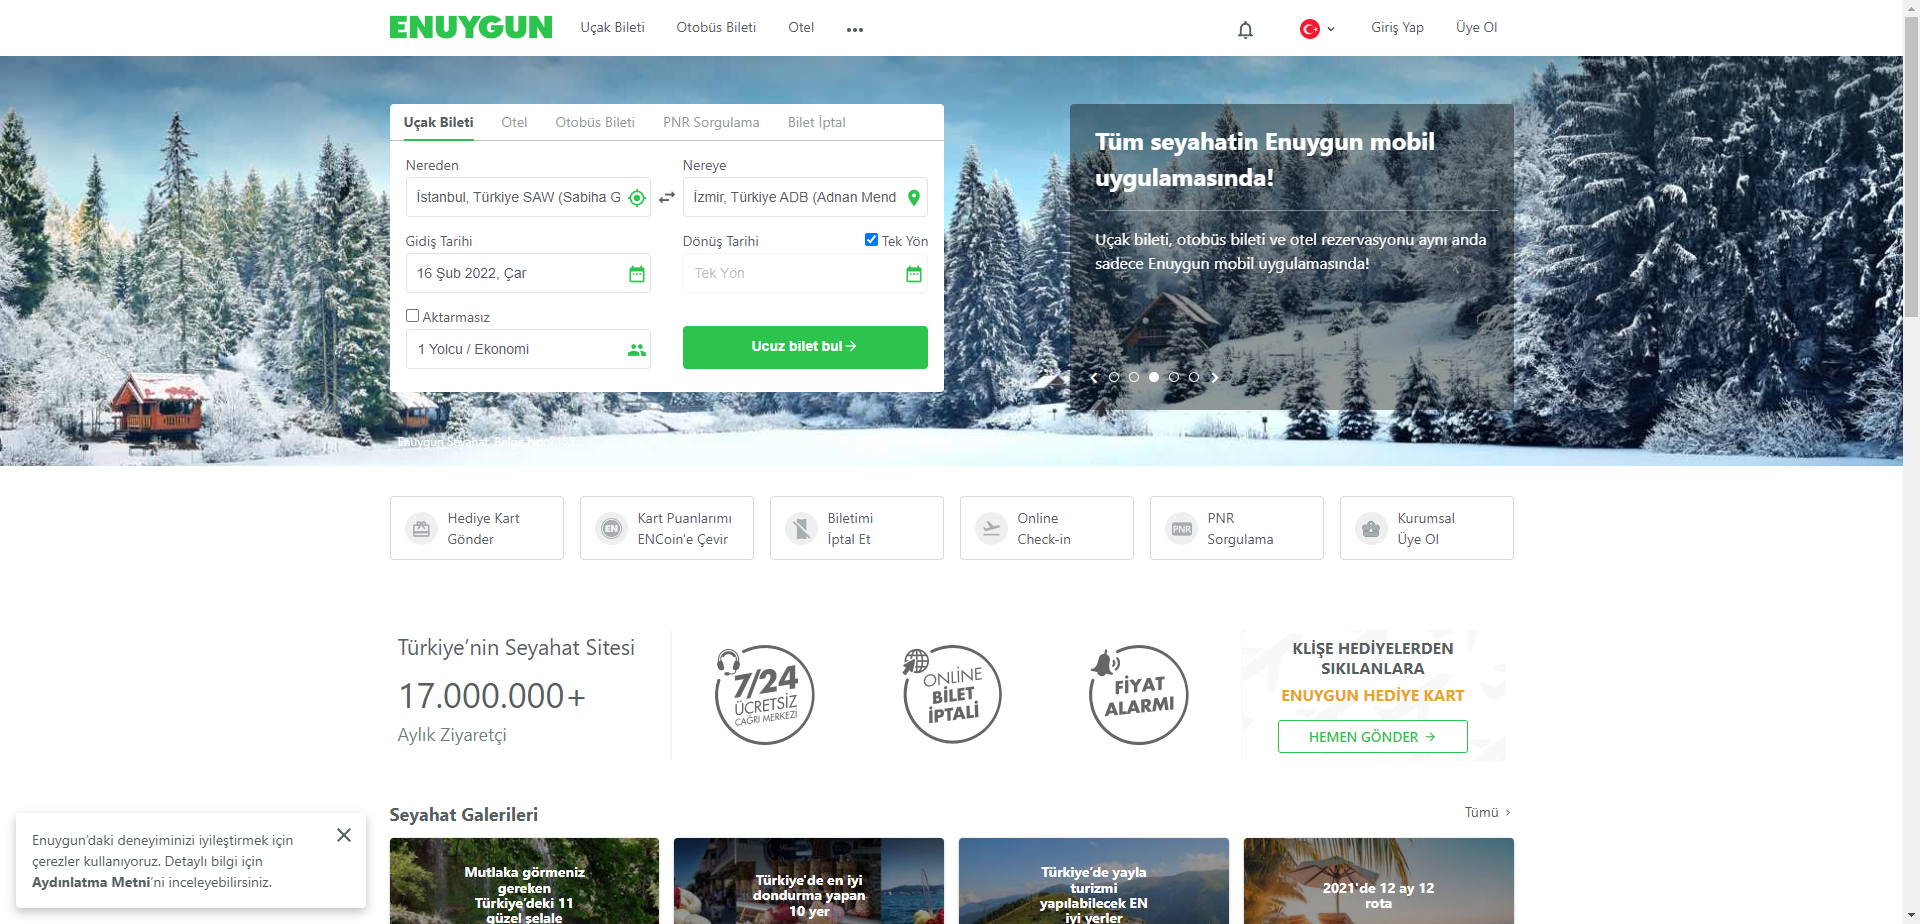 ENUYGUN
Uçak Bileti
Otobüs Bileti
Otel
Giriş Yap
Üye Ol
Uçak Bileti
Otel
Otobüs Bileti
PNR Sorgulama
Bilet İptal
Nereden
Nereye
İstanbul, Türkiye SAW (Sabiha G
İzmir, Türkiye ADB (Adnan Mend
Gidiş Tarihi
Dönüş Tarihi
Tek Yön
16 Şub 2022, Çar
Tek Yön
Aktarmasız
1 Yolcu / Ekonomi
Ucuz bilet bul
Tüm seyahatin Enuygun mobil
uygulamasında!
Uçak bileti, otobüs bileti ve otel rezervasyonu aynı anda
sadece Enuygun mobil uygulamasında!
Enuygun Seyahat, Belge No:
Hediye Kart
Gönder
EN
Kart Puanlarımı
ENCoin'e Çevir
Biletimi
İptal Et
Online
Check-in
PNR
PNR
Sorgulama
Kurumsal
Üye Ol
Türkiye’nin Seyahat Sitesi
17.000.000+
Aylık Ziyaretçi
7/24
ÜCRETSİZ
ÇAĞRI MERKEZİ
ONLİNE
BİLET
İPTALİ
FİYAT
ALARMI
KLİŞE HEDİYELERDEN
SIKILANLARA
ENUYGUN HEDİYE KART
HEMEN GÖNDER
Seyahat Galerileri
Tümü
Mutlaka görmeniz
gereken
Türkiye’deki 11
güzel şelale
Türkiye'de en iyi
dondurma yapan
10 yer
Türkiye’de yayla
turizmi
yapılabilecek EN
iyi yerler
2021'de 12 ay 12
rota
Enuygun’daki deneyiminizi iyileştirmek için
çerezler kullanıyoruz. Detaylı bilgi için
Aydınlatma Metni’ni inceleyebilirsiniz.